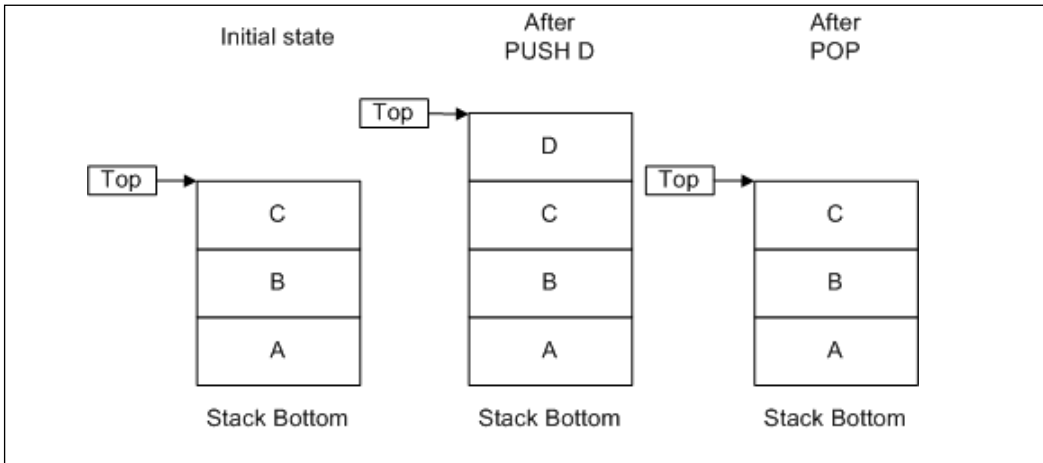 Initial state
Top
C
B
A
Stack Bottom
After
PUSH D
Top
D
C
B
A
Stack Bottom
After
POP
Top
C
B
A
Stack Bottom